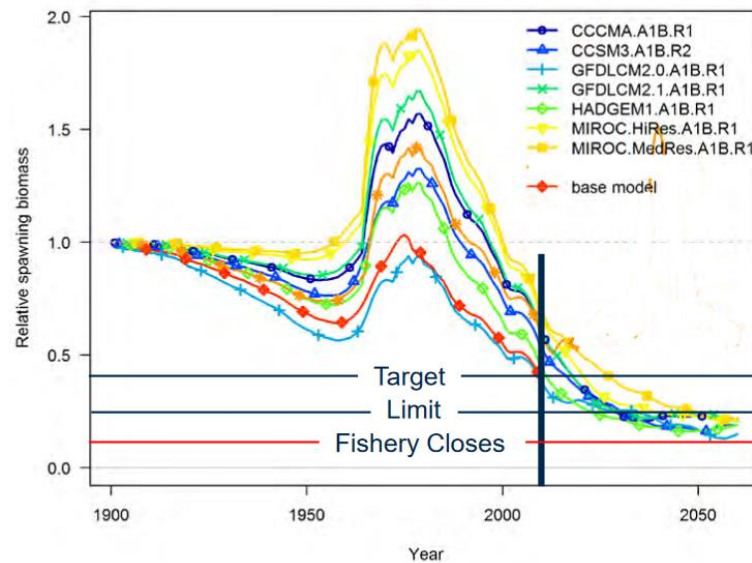 2.0
1.5
1.0
0.5
0.0
Relative spawning biomass
CCCMA.A1B.R1
CCSM3.A1B.R2
GFDLCM2.0.A1B.R1
GFDLCM2.1.A1B.R1
HADGEM1.A1B.R1
MIROC.HiRes.A1B.R1
MIROC.MedRes.A1B.R1
base model
Target
Limit
Fishery Closes
1900
1950
2000
2050
Year